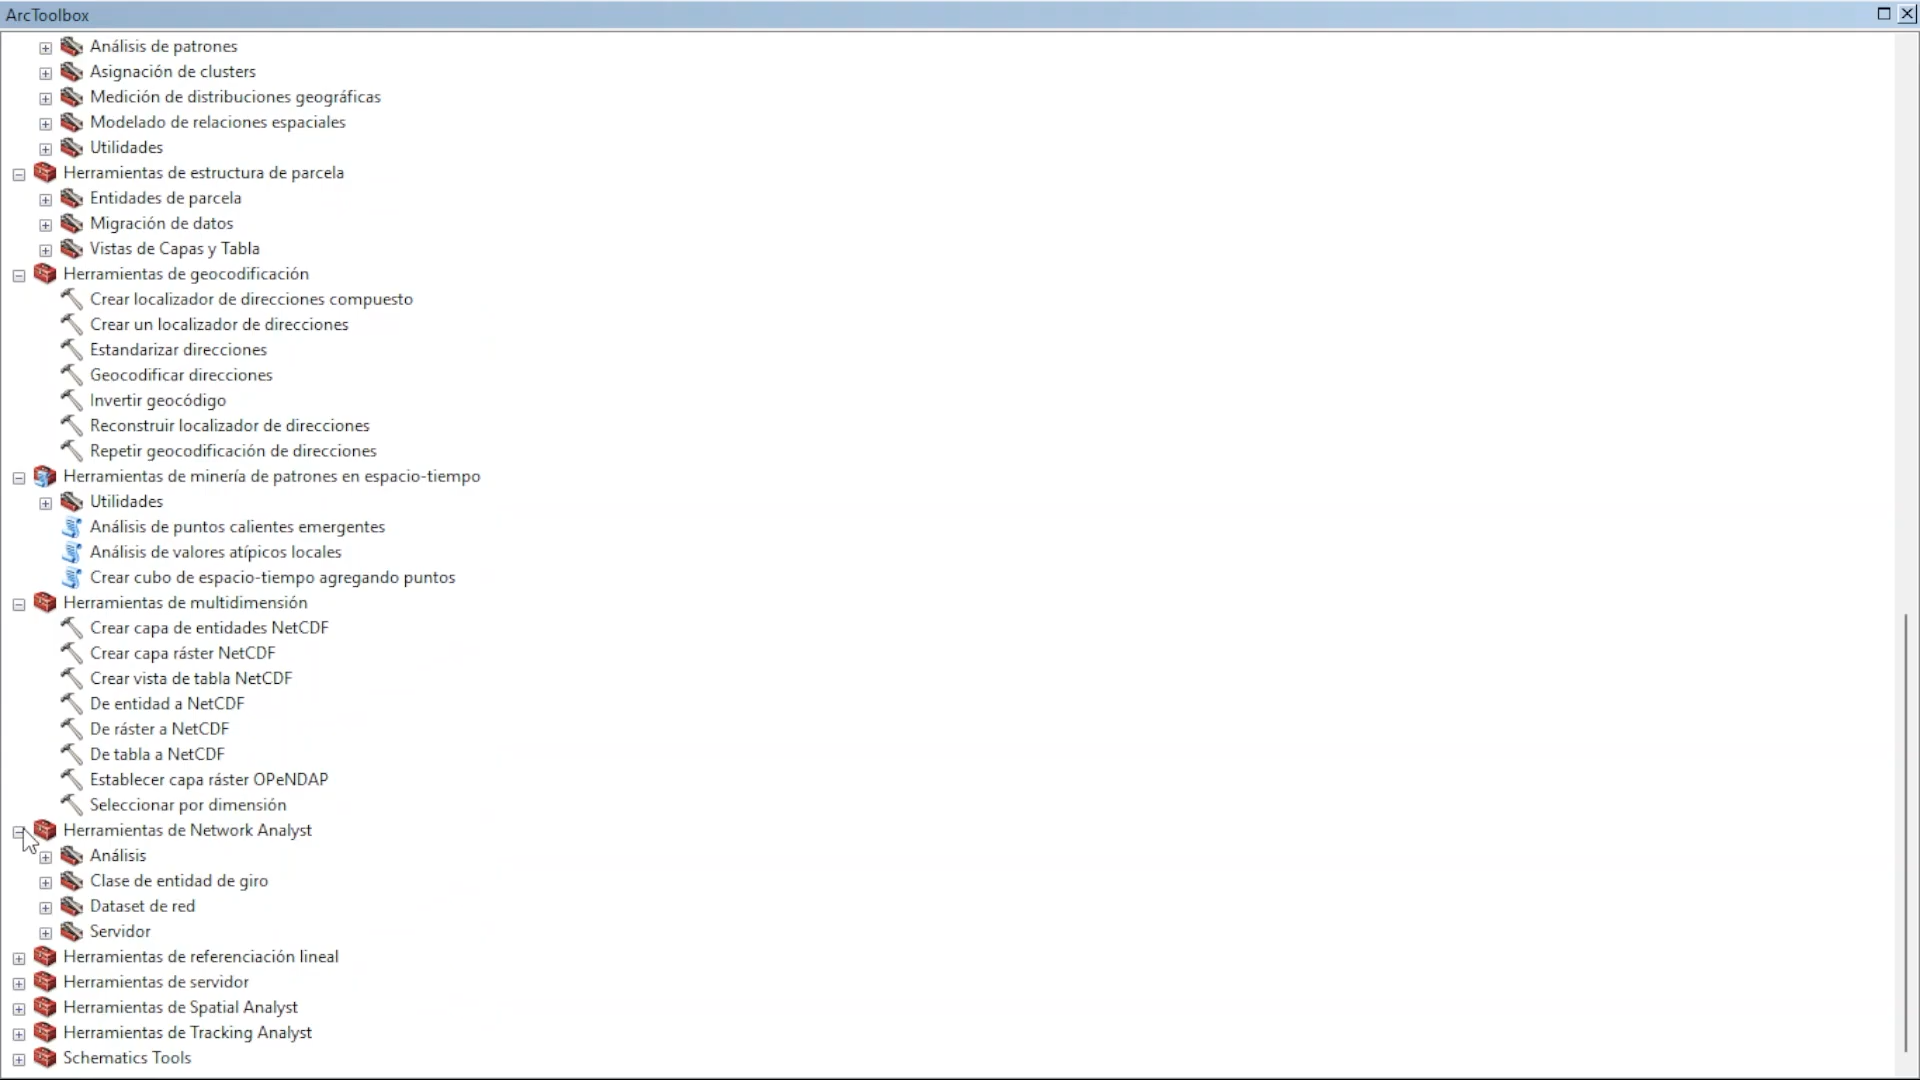 ArcToolbox
Análisis de patrones
Asignación de clusters
Medición de distribuciones geográficas
Modelado de relaciones espaciales
Utilidades
Herramientas de estructura de parcela
Entidades de parcela
Migración de datos
Vistas de Capas y Tabla
Herramientas de geocodificación
Crear localizador de direcciones compuesto
Crear un localizador de direcciones
Estandarizar direcciones
Geocodificar direcciones
Invertir geocódigo
Reconstruir localizador de direcciones
Repetir geocodificación de direcciones
Herramientas de minería de patrones en espacio-tiempo
Utilidades
Análisis de puntos calientes emergentes
Análisis de valores atípicos locales
Crear cubo de espacio-tiempo agregando puntos
Herramientas de multidimensión
Crear capa de entidades NetCDF
Crear capa ráster NetCDF
Crear vista de tabla NetCDF
De entidad a NetCDF
De ráster a NetCDF
De tabla a NetCDF
Establecer capa ráster OPeNDAP
Seleccionar por dimensión
Herramientas de Network Analyst
Análisis
Clase de entidad de giro
Dataset de red
Servidor
Herramientas de referenciación lineal
Herramientas de servidor
Herramientas de Spatial Analyst
Herramientas de Tracking Analyst
Schematics Tools